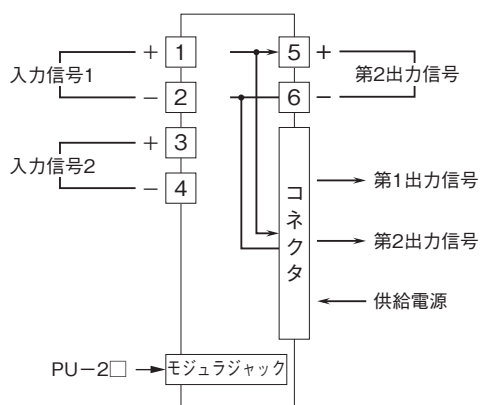 入力信号1
+ 1
− 2
入力信号2
+ 3
− 4
5 +
6 −
第2出力信号
コネクタ
第1出力信号
第2出力信号
供給電源
PU−2□
モジュラジャック